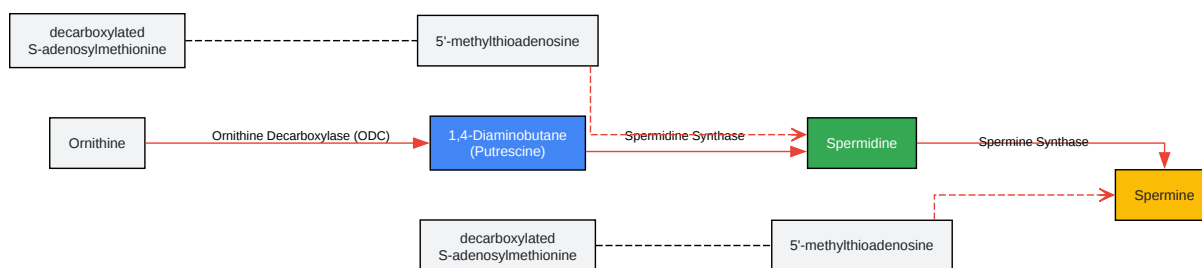 decarboxylated
S-adenosylmethionine
5'-methylthioadenosine
Ornithine
Ornithine Decarboxylase (ODC)
1,4-Diaminobutane
(Putrescine)
Spermidine Synthase
Spermidine
Spermine Synthase
Spermine
decarboxylated
S-adenosylmethionine
5'-methylthioadenosine